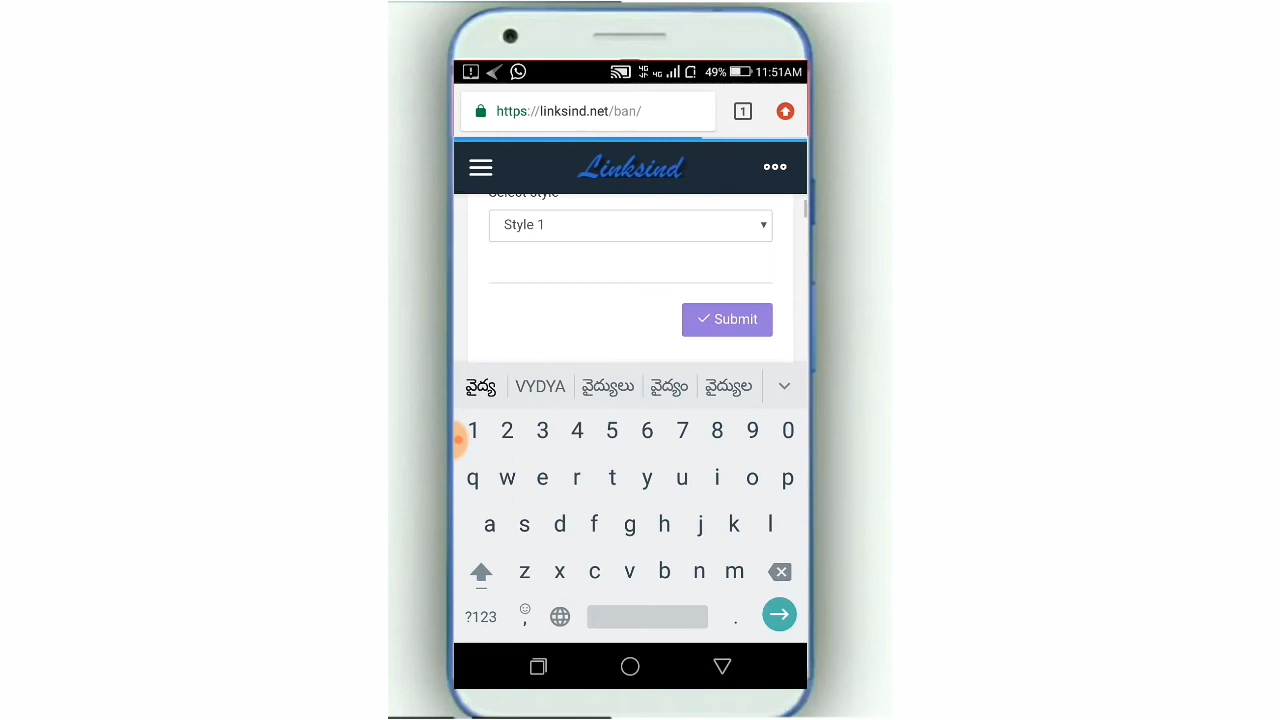 49% 11:51AM
https://linksind.net/ban/ 1
Linksind
Select style
Style 1
Submit
వైద్య VYDYA వైద్యులు వైద్యం వైద్యుల
1 2 3 4 5 6 7 8 9 0
q w e r t y u i o p
a s d f g h j k l
z x c v b n m
?123 , .